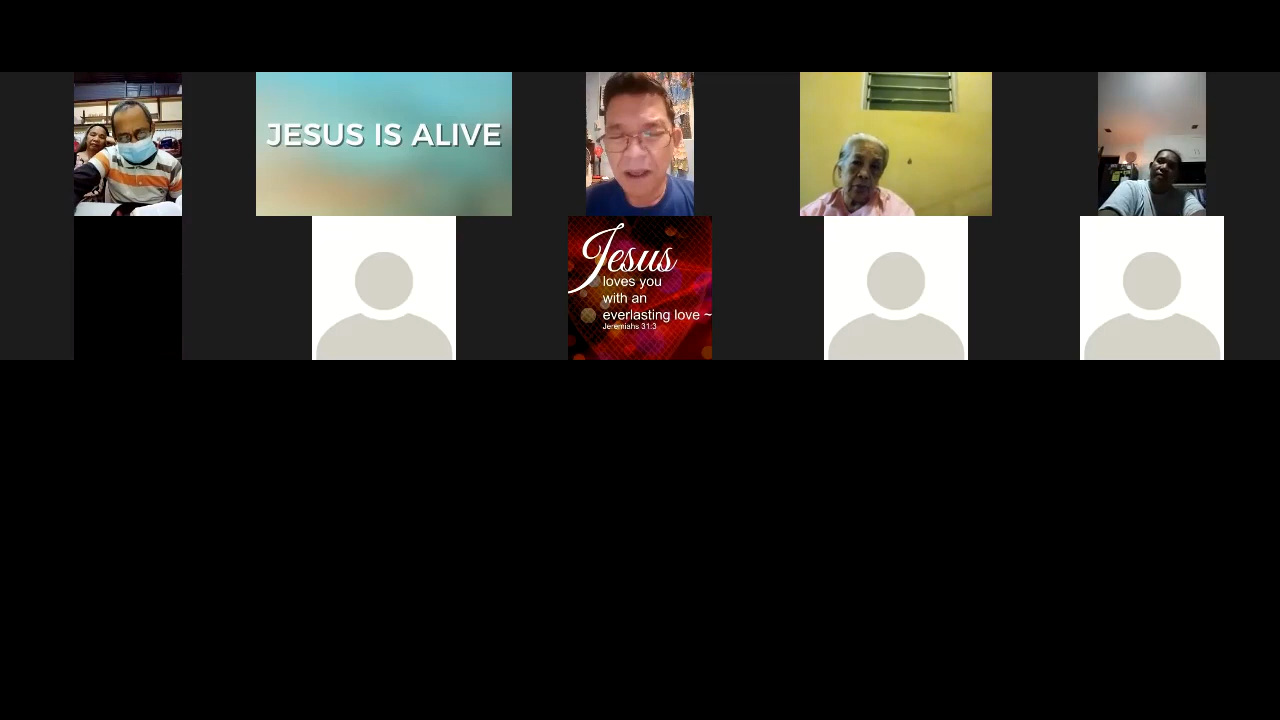 JESUS IS ALIVE
Jesus
loves you
with an
everlasting love ~
Jeremiahs 31:3